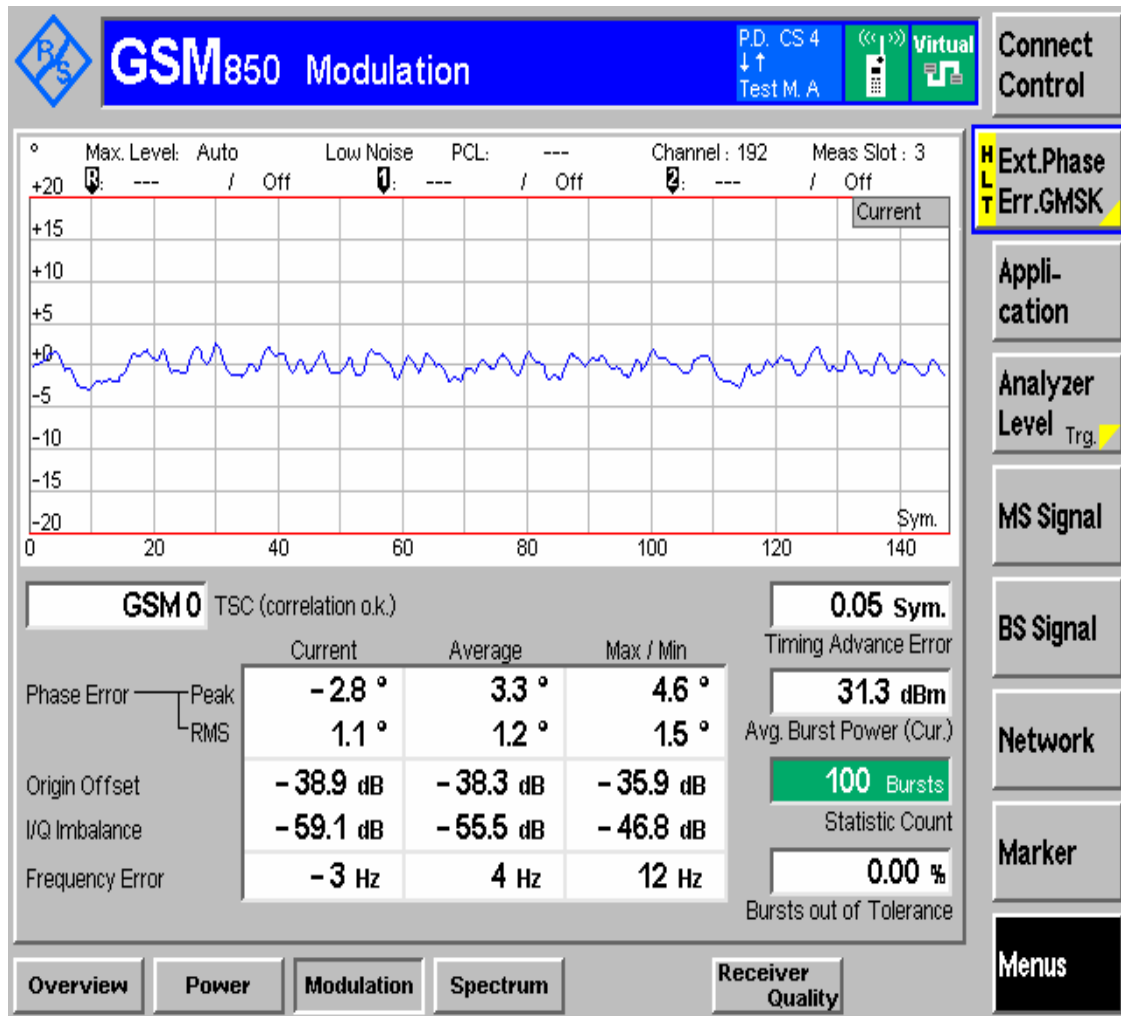 R&S
GSM850 Modulation
P.D. CS 4
Test M. A
Virtual
Connect Control
° Max. Level: Auto Low Noise PCL: --- Channel : 192 Meas Slot : 3
R: --- / Off 1: --- / Off 2: --- / Off
Current
+20
+15
+10
+5
+0
-5
-10
-15
-20
Sym.
0 20 40 60 80 100 120 140
GSM 0 TSC (correlation o.k.)
0.05 Sym.
Timing Advance Error
Current Average Max / Min
Phase Error Peak -2.8 ° 3.3 ° 4.6 °
RMS 1.1 ° 1.2 ° 1.5 °
31.3 dBm
Avg. Burst Power (Cur.)
Origin Offset -38.9 dB -38.3 dB -35.9 dB
I/Q Imbalance -59.1 dB -55.5 dB -46.8 dB
100 Bursts
Statistic Count
Frequency Error -3 Hz 4 Hz 12 Hz
0.00 %
Bursts out of Tolerance
HLT
Ext.Phase
Err.GMSK
Appli-
cation
Analyzer
Level Trg.
MS Signal
BS Signal
Network
Marker
Menus
Overview Power Modulation Spectrum Receiver Quality